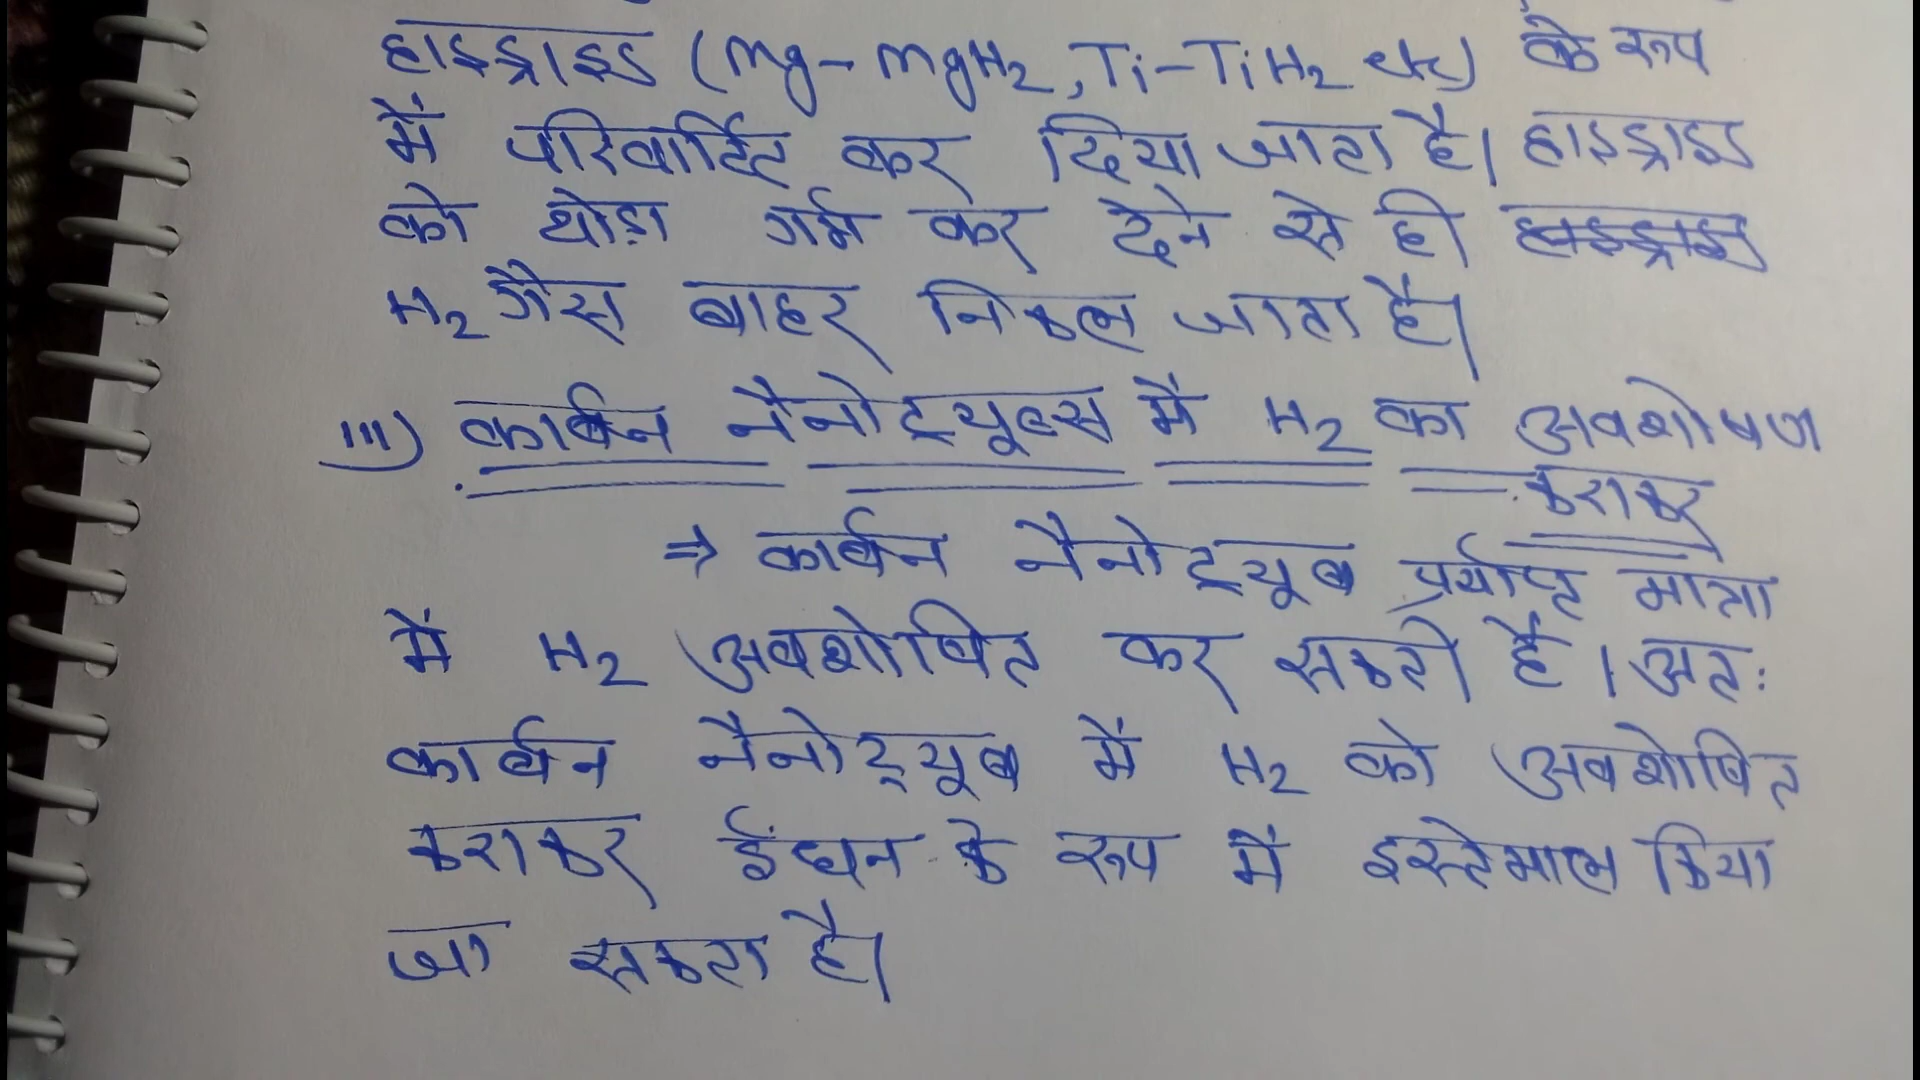 हाइड्राइड (Mg-MgH2, Ti-TiH2 etc) के रूप
में परिवर्तित कर दिया जाता है। हाइड्राइड
को थोड़ा गर्म कर देने से ही हाइड्राइड
H2 गैस बाहर निकल जाता है।
III) कार्बन नैनोट्यूब्स में H2 का अवशोषण
कराकर
⇒ कार्बन नैनोट्यूब पर्याप्त मात्रा
में H2 अवशोषित कर सकती है। अतः
कार्बन नैनोट्यूब में H2 को अवशोषित
कराकर ईंधन के रूप में इस्तेमाल किया
जा सकता है।